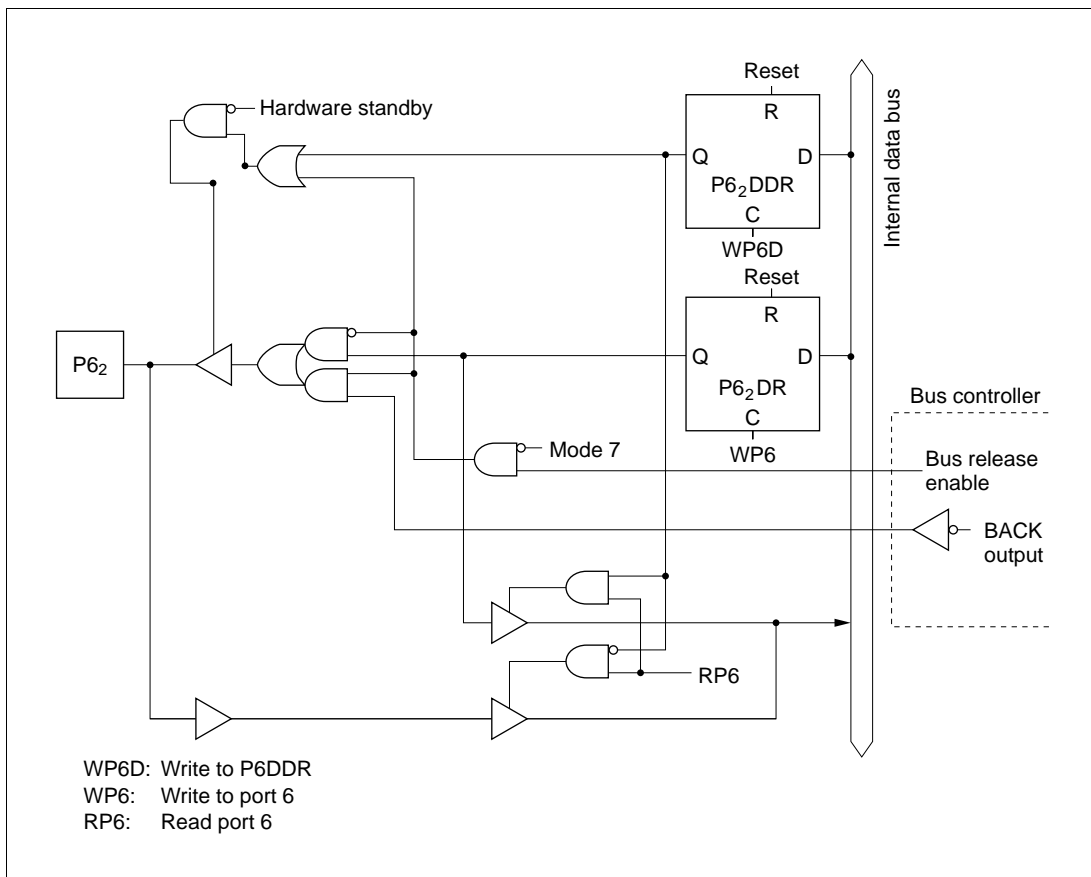 Reset
Hardware standby
R
Q
D
P6₂DDR
C
WP6D
Internal data bus
Reset
R
P6₂
Q
D
P6₂DR
C
WP6
Bus controller
Mode 7
Bus release
enable
BACK
output
RP6
WP6D: Write to P6DDR
WP6: Write to port 6
RP6: Read port 6